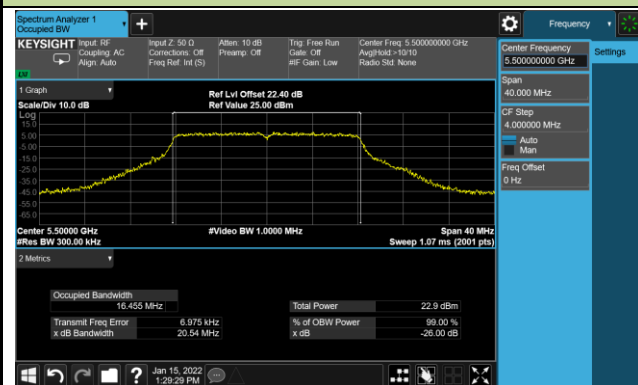 Spectrum Analyzer 1
Occupied BW
+
Frequency
KEYSIGHT
Input: RF
Coupling: AC
Align: Auto
Input Z: 50 Ω
Corrections: Off
Freq Ref: Int (S)
Atten: 10 dB
Preamp: Off
Trig: Free Run
Gate: Off
#IF Gain: Low
Center Freq: 5.500000000 GHz
Avg|Hold:>10/10
Radio Std: None
Center Frequency
5.500000000 GHz
Settings
Span
40.000 MHz
CF Step
4.000000 MHz
Auto
Man
Freq Offset
0 Hz
1 Graph
Ref Lvl Offset 22.40 dB
Scale/Div 10.0 dB
Ref Value 25.00 dBm
Log
15.0
5.00
-5.00
-15.0
-25.0
-35.0
-45.0
-55.0
-65.0
Center 5.50000 GHz
#Video BW 1.0000 MHz
Span 40 MHz
#Res BW 300.00 kHz
Sweep 1.07 ms (2001 pts)
2 Metrics
Occupied Bandwidth
16.455 MHz
Total Power 22.9 dBm
Transmit Freq Error 6.975 kHz
% of OBW Power 99.00 %
x dB Bandwidth 20.54 MHz
x dB -26.00 dB
?
Jan 15, 2022
1:29:29 PM